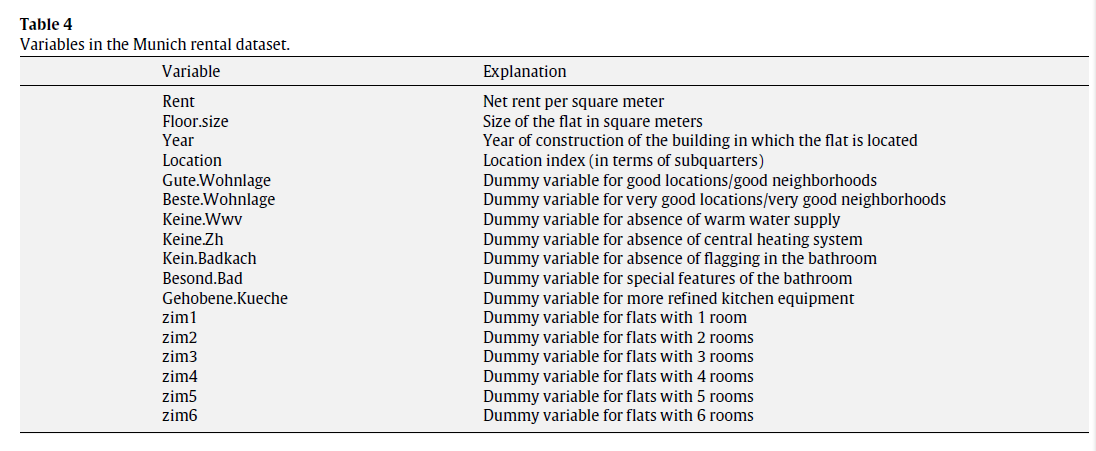 Table 4
Variables in the Munich rental dataset.
Variable Explanation
Rent Net rent per square meter
Floor.size Size of the flat in square meters
Year Year of construction of the building in which the flat is located
Location Location index (in terms of subquarters)
Gute.Wohnlage Dummy variable for good locations/good neighborhoods
Beste.Wohnlage Dummy variable for very good locations/very good neighborhoods
Keine.Wwv Dummy variable for absence of warm water supply
Keine.Zh Dummy variable for absence of central heating system
Kein.Badkach Dummy variable for absence of flagging in the bathroom
Besond.Bad Dummy variable for special features of the bathroom
Gehobene.Kueche Dummy variable for more refined kitchen equipment
zim1 Dummy variable for flats with 1 room
zim2 Dummy variable for flats with 2 rooms
zim3 Dummy variable for flats with 3 rooms
zim4 Dummy variable for flats with 4 rooms
zim5 Dummy variable for flats with 5 rooms
zim6 Dummy variable for flats with 6 rooms